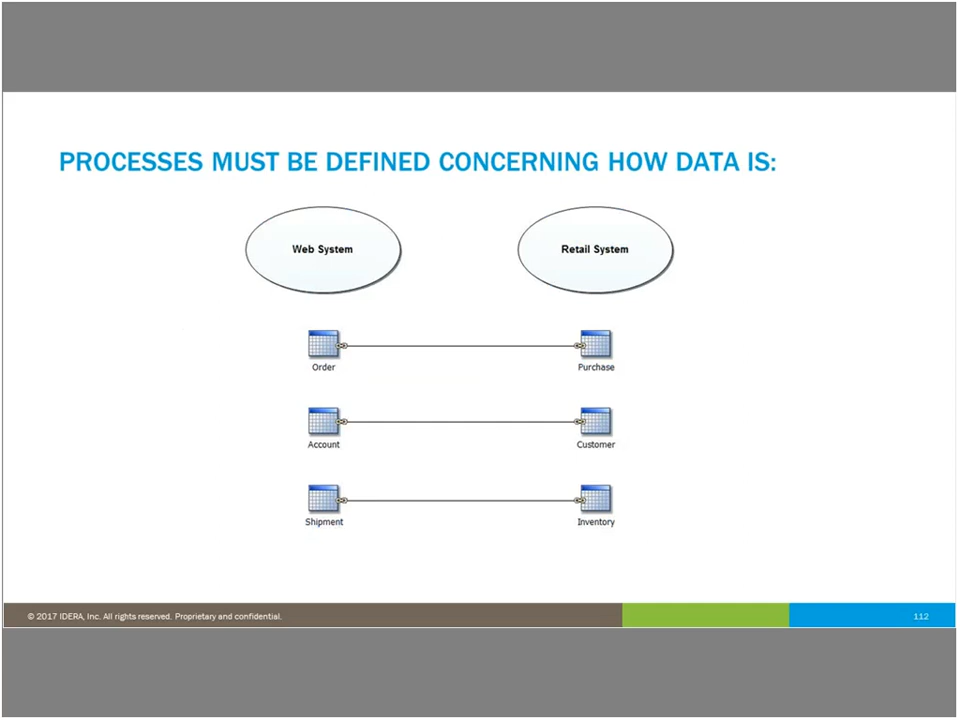 PROCESSES MUST BE DEFINED CONCERNING HOW DATA IS:
Web System
Retail System
Order
Purchase
Account
Customer
Shipment
Inventory
© 2017 IDERA, Inc. All rights reserved. Proprietary and confidential.
112